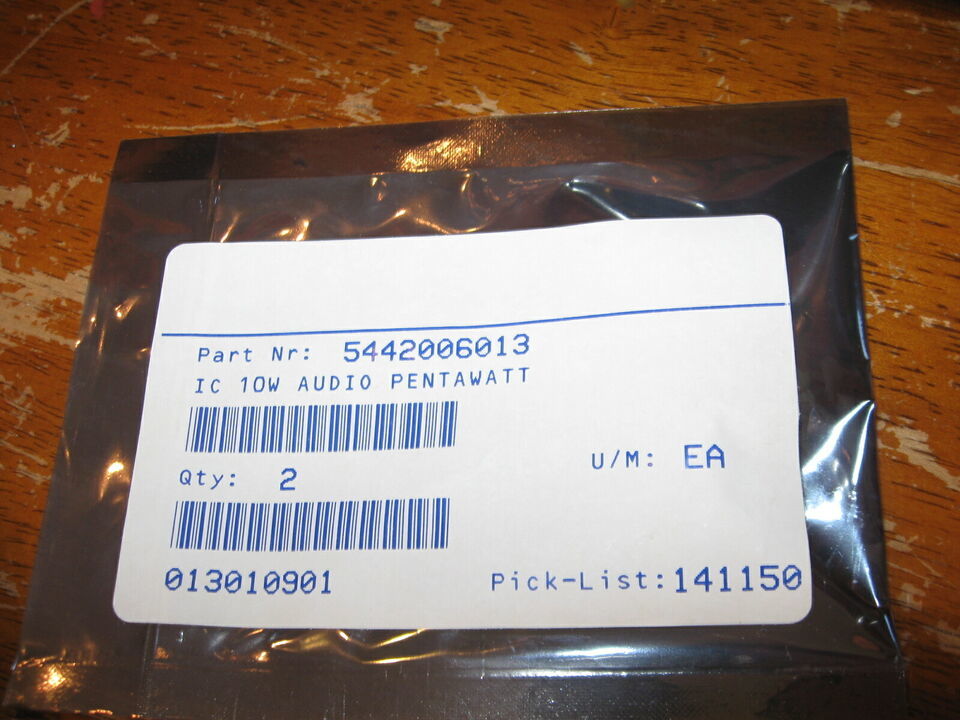 Part Nr: 5442006013
IC 10W AUDIO PENTAWATT
Qty: 2
U/M: EA
013010901
Pick-List:141150